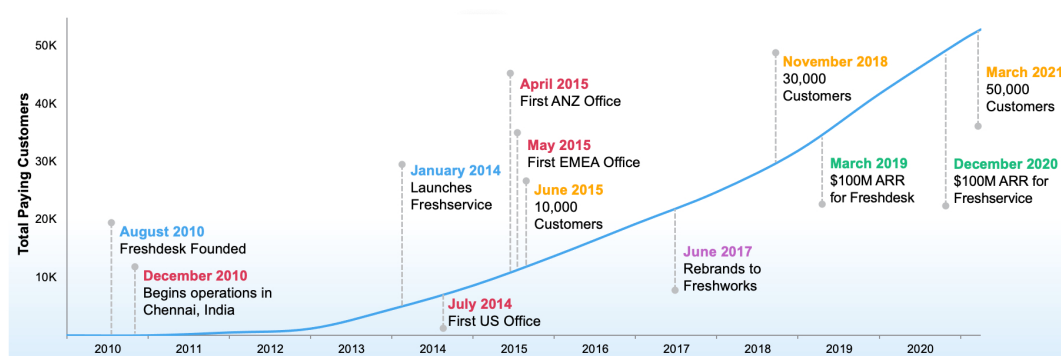 Total Paying Customers
50K
40K
30K
20K
10K
August 2010
Freshdesk Founded
December 2010
Begins operations in
Chennai, India
January 2014
Launches
Freshservice
July 2014
First US Office
April 2015
First ANZ Office
May 2015
First EMEA Office
June 2015
10,000
Customers
June 2017
Rebrands to
Freshworks
November 2018
30,000
Customers
March 2019
$100M ARR
for Freshdesk
December 2020
$100M ARR for
Freshservice
March 2021
50,000
Customers
2010
2011
2012
2013
2014
2015
2016
2017
2018
2019
2020